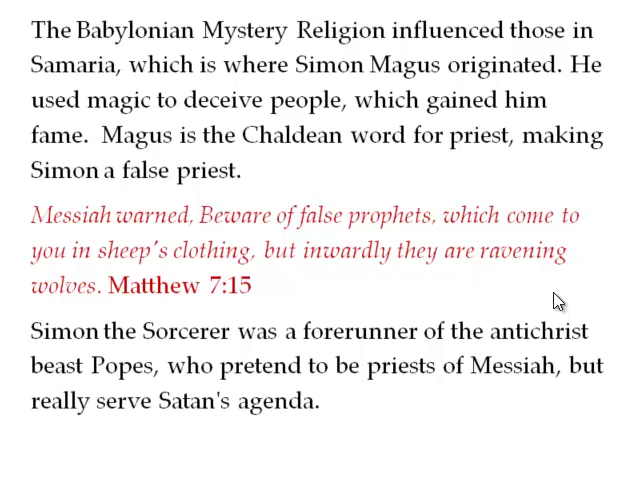 The Babylonian Mystery Religion influenced those in
Samaria, which is where Simon Magus originated. He
used magic to deceive people, which gained him
fame. Magus is the Chaldean word for priest, making
Simon a false priest.
Messiah warned, Beware of false prophets, which come to
you in sheep's clothing, but inwardly they are ravening
wolves. Matthew 7:15
Simon the Sorcerer was a forerunner of the antichrist
beast Popes, who pretend to be priests of Messiah, but
really serve Satan's agenda.